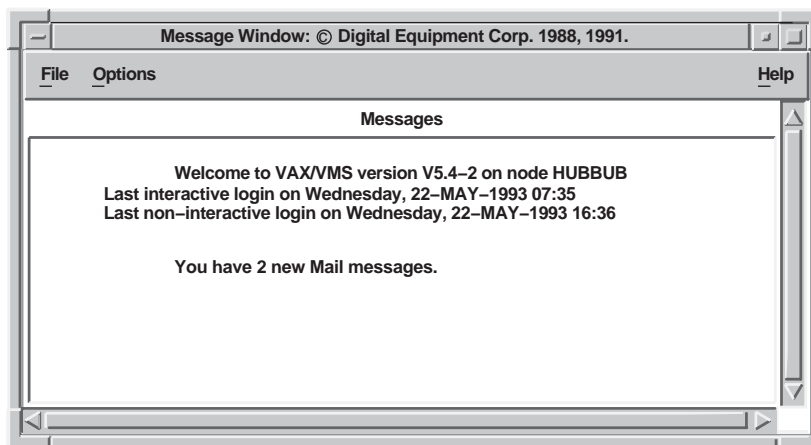 Message Window: © Digital Equipment Corp. 1988, 1991.
File Options Help
Messages
Welcome to VAX/VMS version V5.4–2 on node HUBBUB
Last interactive login on Wednesday, 22–MAY–1993 07:35
Last non–interactive login on Wednesday, 22–MAY–1993 16:36
You have 2 new Mail messages.